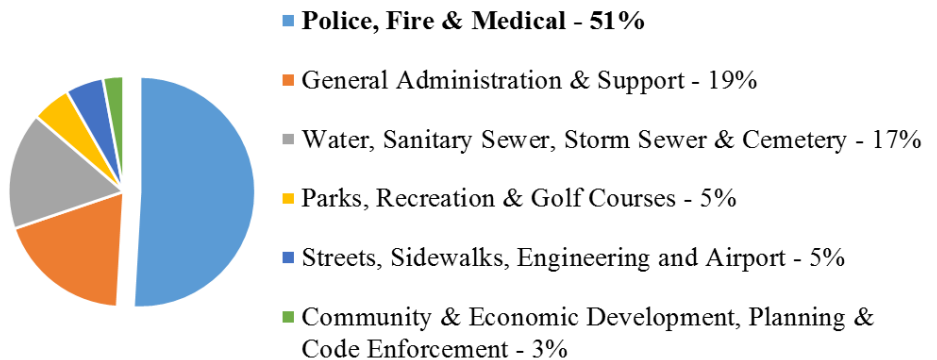 Police, Fire & Medical - 51%
General Administration & Support - 19%
Water, Sanitary Sewer, Storm Sewer & Cemetery - 17%
Parks, Recreation & Golf Courses - 5%
Streets, Sidewalks, Engineering and Airport - 5%
Community & Economic Development, Planning &
Code Enforcement - 3%